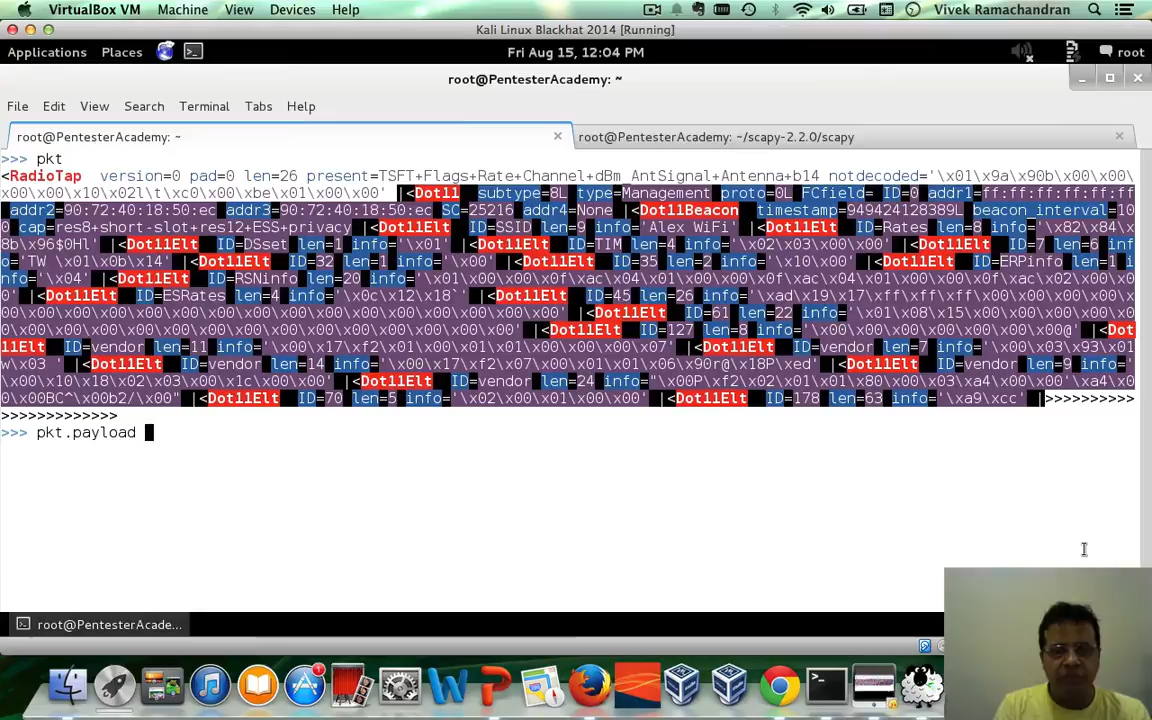 VirtualBox VM Machine View Devices Help Vivek Ramachandran
Kali Linux Blackhat 2014 [Running]
Applications Places Fri Aug 15, 12:04 PM root
root@PentesterAcademy: ~
File Edit View Search Terminal Tabs Help
root@PentesterAcademy: ~ × root@PentesterAcademy: ~/scapy-2.2.0/scapy ×
>>> pkt
<RadioTap  version=0 pad=0 len=26 present=TSFT+Flags+Rate+Channel+dBm_AntSignal+Antenna+b14 notdecoded='\x01\x9a\x90b\x00\x00\
x00\x00\x10\x02l\t\xc0\x00\xbe\x01\x00\x00' |<Dot11  subtype=8L type=Management proto=0L FCfield= ID=0 addr1=ff:ff:ff:ff:ff:ff
 addr2=90:72:40:18:50:ec addr3=90:72:40:18:50:ec SC=25216 addr4=None |<Dot11Beacon  timestamp=949424128389L beacon_interval=10
0 cap=res8+short-slot+res12+ESS+privacy |<Dot11Elt  ID=SSID len=9 info='Alex WiFi' |<Dot11Elt  ID=Rates len=8 info='\x82\x84\x
8b\x96$0Hl' |<Dot11Elt  ID=DSset len=1 info='\x01' |<Dot11Elt  ID=TIM len=4 info='\x02\x03\x00\x00' |<Dot11Elt  ID=7 len=6 inf
o='TW \x01\x0b\x14' |<Dot11Elt  ID=32 len=1 info='\x00' |<Dot11Elt  ID=35 len=2 info='\x10\x00' |<Dot11Elt  ID=ERPinfo len=1 i
nfo='\x04' |<Dot11Elt  ID=RSNinfo len=20 info='\x01\x00\x00\x0f\xac\x04\x01\x00\x00\x0f\xac\x04\x01\x00\x00\x0f\xac\x02\x00\x0
0' |<Dot11Elt  ID=ESRates len=4 info='\x0c\x12\x18`' |<Dot11Elt  ID=45 len=26 info='\xad\x19\x17\xff\xff\xff\x00\x00\x00\x00\x
00\x00\x00\x00\x00\x00\x00\x00\x00\x00\x00\x00\x00\x00\x00\x00' |<Dot11Elt  ID=61 len=22 info='\x01\x08\x15\x00\x00\x00\x00\x0
0\x00\x00\x00\x00\x00\x00\x00\x00\x00\x00\x00\x00\x00\x00' |<Dot11Elt  ID=127 len=8 info='\x00\x00\x00\x00\x00\x00\x00@' |<Dot
11Elt  ID=vendor len=11 info='\x00\x17\xf2\x01\x01\x01\x00\x00\x00\x07' |<Dot11Elt  ID=vendor len=7 info='\x00\x03\x93\x01
w\x03 ' |<Dot11Elt  ID=vendor len=14 info='\x00\x17\xf2\x07\x00\x01\x06\x90r@\x18P\xed' |<Dot11Elt  ID=vendor len=9 info='
\x00\x10\x18\x02\x03\x00\x1c\x00\x00' |<Dot11Elt  ID=vendor len=24 info="\x00P\xf2\x02\x01\x01\x80\x00\x03\xa4\x00\x00'\xa4\x0
0\x00BC^\x00b2/\x00" |<Dot11Elt  ID=70 len=5 info='\x02\x00\x01\x00\x00' |<Dot11Elt  ID=178 len=63 info='\xa9\xcc' |>>>>>>>>>>
>>>>>>>>>>>>>
>>> pkt.payload
root@PentesterAcade...